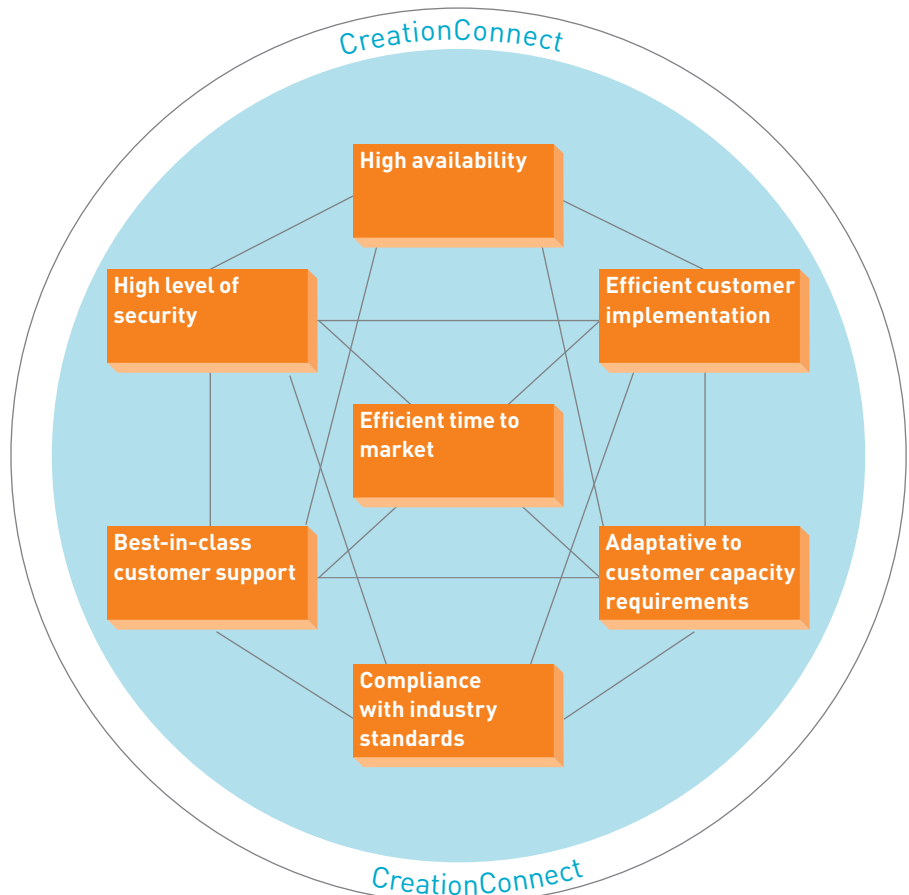 CreationConnect
High availability
High level of
security
Efficient customer
implementation
Efficient time to
market
Best-in-class
customer support
Adaptative to
customer capacity
requirements
Compliance
with industry
standards
CreationConnect